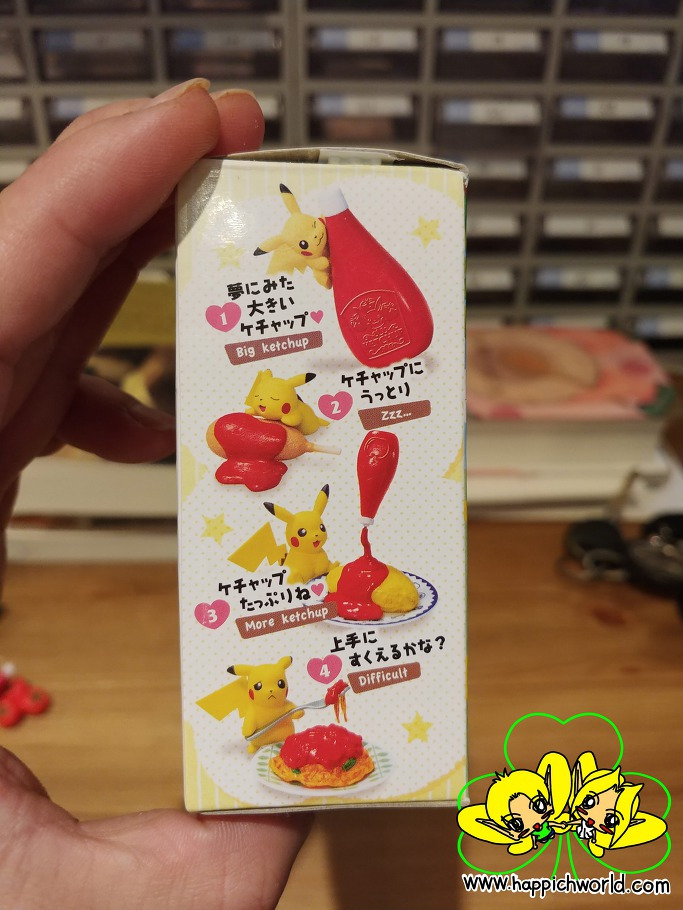 1
夢にみた
大きい
ケチャップ♥
Big ketchup
2
ケチャップに
うっとり
Zzz...
3
ケチャップ
たっぷりね♥
More ketchup
4
上手に
すくえるかな?
Difficult
www.happichworld.com